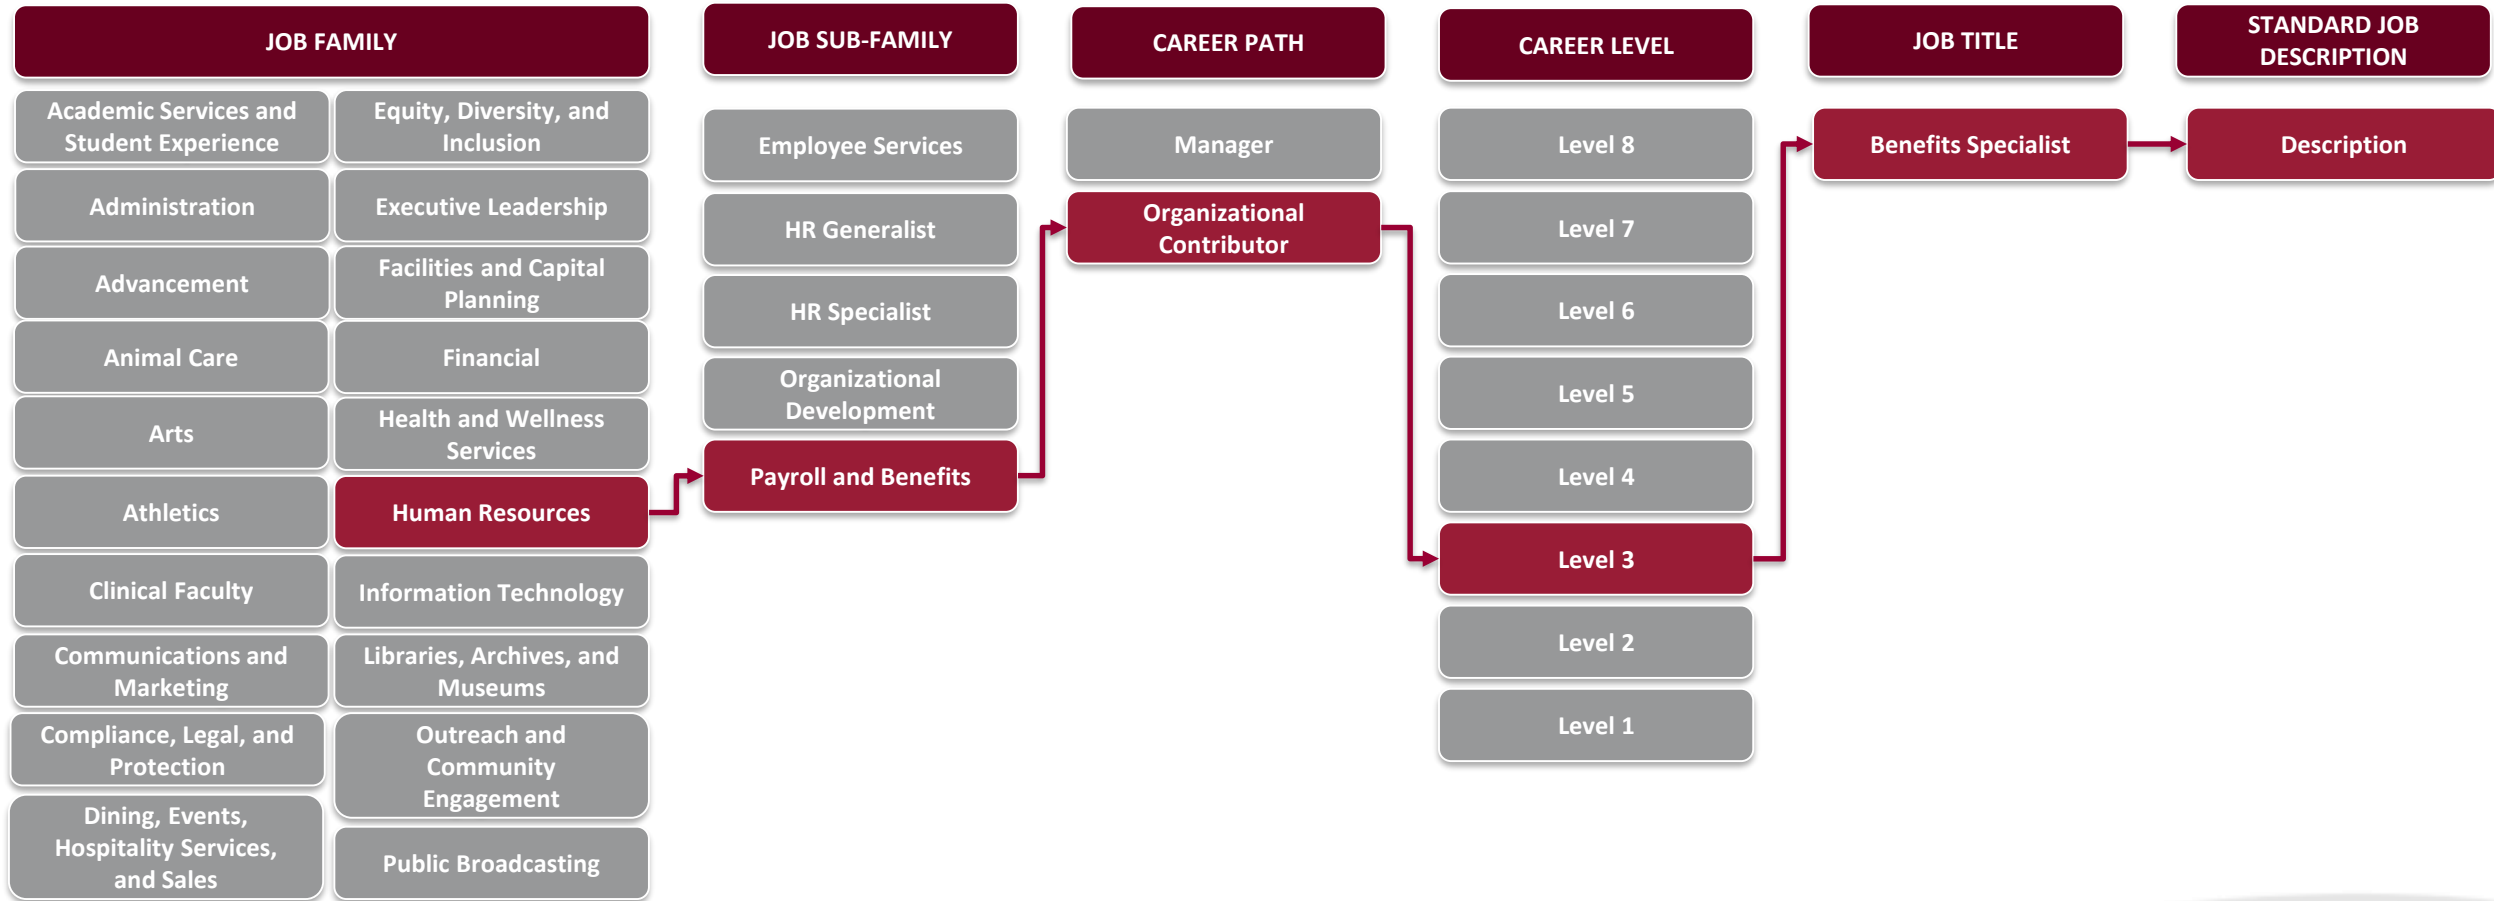 JOB FAMILY
Academic Services and
Student Experience
Administration
Advancement
Animal Care
Arts
Athletics
Clinical Faculty
Communications and
Marketing
Compliance, Legal, and
Protection
Dining, Events,
Hospitality Services,
and Sales
Equity, Diversity, and
Inclusion
Executive Leadership
Facilities and Capital
Planning
Financial
Health and Wellness
Services
Human Resources
Information Technology
Libraries, Archives, and
Museums
Outreach and
Community
Engagement
Public Broadcasting
JOB SUB-FAMILY
Employee Services
HR Generalist
HR Specialist
Organizational
Development
Payroll and Benefits
CAREER PATH
Manager
Organizational
Contributor
CAREER LEVEL
Level 8
Level 7
Level 6
Level 5
Level 4
Level 3
Level 2
Level 1
JOB TITLE
Benefits Specialist
STANDARD JOB
DESCRIPTION
Description